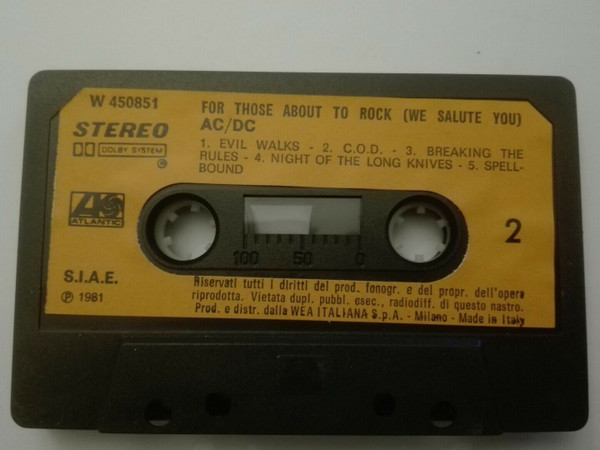 W 450851
FOR THOSE ABOUT TO ROCK (WE SALUTE YOU)
AC/DC
STEREO
DOLBY SYSTEM
®
1. EVIL WALKS - 2. C.O.D. - 3. BREAKING THE
RULES - 4. NIGHT OF THE LONG KNIVES - 5. SPELL-
BOUND
ATLANTIC
2
100 50 0
S.I.A.E.
℗ 1981
Riservati tutti i diritti del prod. fonogr. e del propr. dell'opera
riprodotta. Vietata dupl. pubbl. esec., radiodiff. di questo nastro.
Prod. e distr. dalla WEA ITALIANA S.p.A. - Milano - Made in Italy